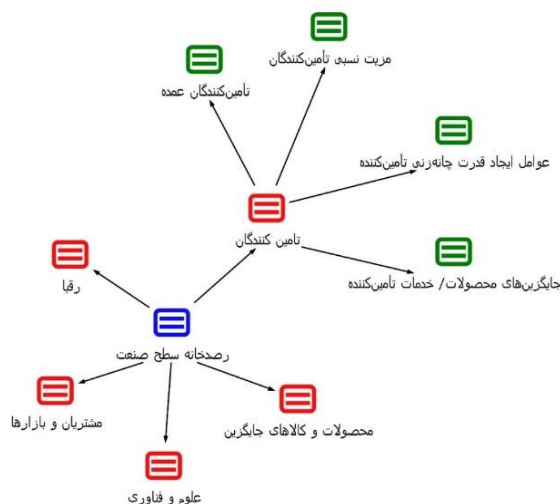 مزیت نسبی تأمین‌کنندگان
تأمین‌کنندگان عمده
عوامل ایجاد قدرت چانه‌زنی تأمین‌کننده
تامین کنندگان
جایگزین‌های محصولات/ خدمات تأمین‌کننده
رقبا
رصدخانه سطح صنعت
مشتریان و بازارها
محصولات و کالاهای جایگزین
علوم و فناوری